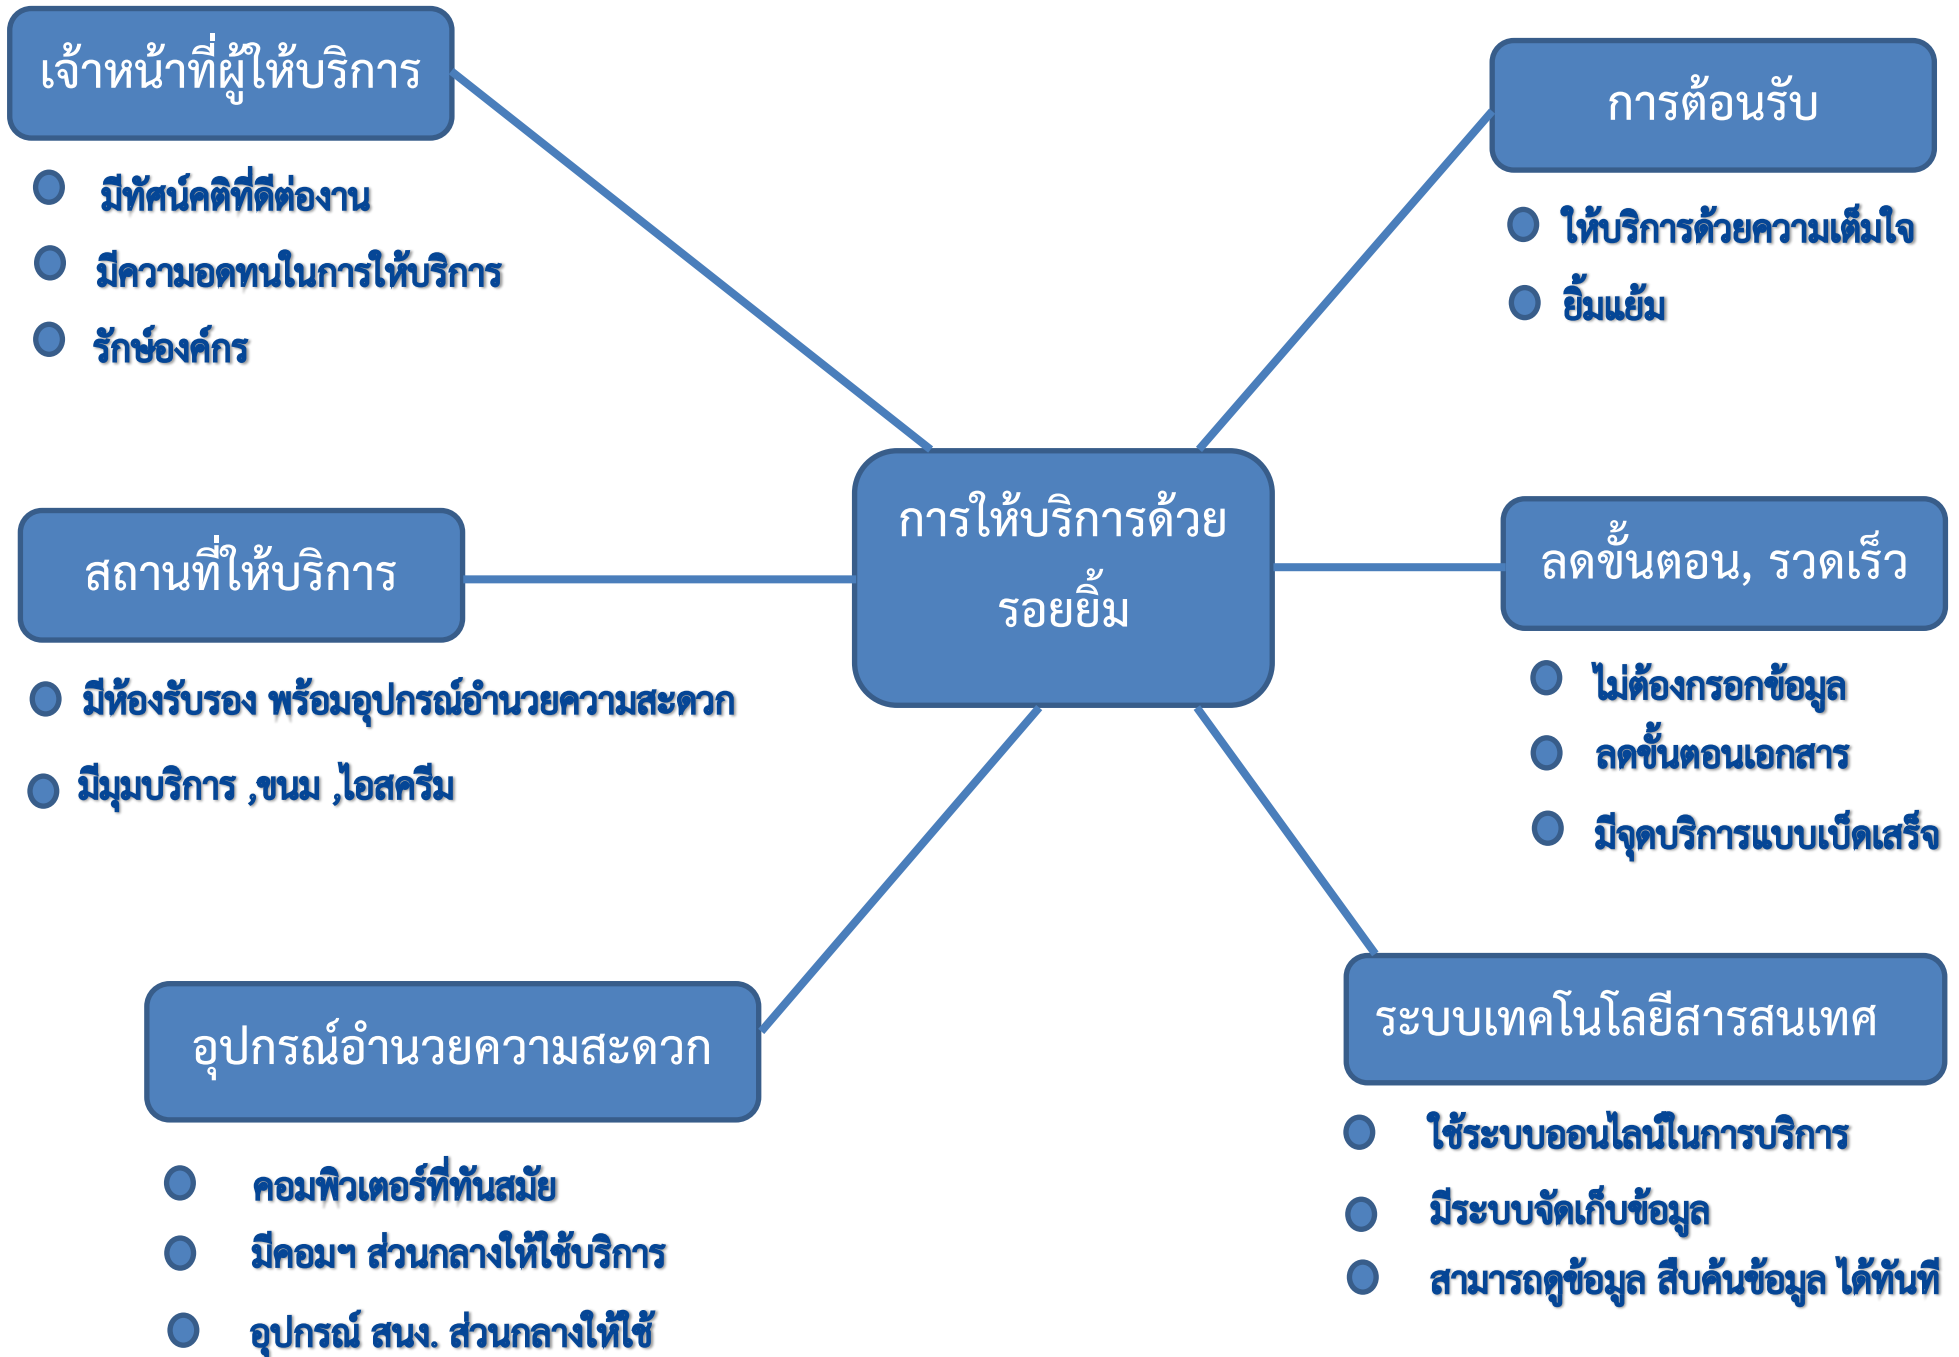 เจ้าหน้าที่ผู้ให้บริการ
มีทัศน์คติที่ดีต่องาน
มีความอดทนในการให้บริการ
รักษ์องค์กร
การต้อนรับ
ให้บริการด้วยความเต็มใจ
ยิ้มแย้ม
การให้บริการด้วย
รอยยิ้ม
สถานที่ให้บริการ
มีห้องรับรอง พร้อมอุปกรณ์อำนวยความสะดวก
มีมุมบริการ ,ขนม ,ไอสครีม
ลดขั้นตอน, รวดเร็ว
ไม่ต้องกรอกข้อมูล
ลดขั้นตอนเอกสาร
มีจุดบริการแบบเบ็ดเสร็จ
อุปกรณ์อำนวยความสะดวก
คอมพิวเตอร์ที่ทันสมัย
มีคอมฯ ส่วนกลางให้ใช้บริการ
อุปกรณ์ สนง. ส่วนกลางให้ใช้
ระบบเทคโนโลยีสารสนเทศ
ใช้ระบบออนไลน์ในการบริการ
มีระบบจัดเก็บข้อมูล
สามารถดูข้อมูล สืบค้นข้อมูล ได้ทันที